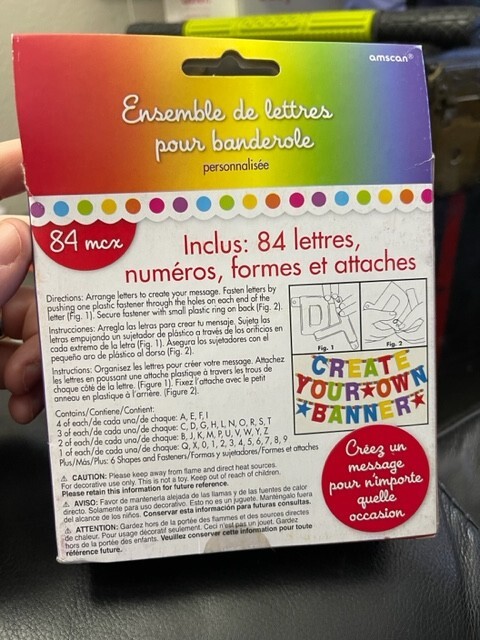 amscan®
Ensemble de lettres
pour banderole
personnalisée
84 mcx
Inclus: 84 lettres,
numéros, formes et attaches
Directions: Arrange letters to create your message. Fasten letters by
pushing one plastic fastener through the holes on each end of the
letter (Fig. 1). Secure fastener with small plastic ring on back (Fig. 2).
Instrucciones: Arregla las letras para crear tu mensaje. Sujeta las
letras empujando un sujetador de plástico a través de los orificios en
cada extremo de la letra (Fig. 1). Asegura los sujetadores con el
pequeño aro de plástico al dorso (Fig. 2).
Instructions: Organisez les lettres pour créer votre message. Attachez
les lettres en poussant une attache plastique à travers les trous de
chaque côté de la lettre. (Figure 1). Fixez l'attache avec le petit
anneau en plastique à l'arrière. (Figure 2).
Fig. 1
Fig. 2
CREATE
YOUR★OWN
★BANNER★
Contains/Contiene/Contient:
4 of each/de cada uno/de chaque: A, E, F, I
3 of each/de cada uno/de chaque: C, D, G, H, L, N, O, R, S, T
2 of each/de cada uno/de chaque: B, J, K, M, P, U, V, W, Y, Z
1 of each/de cada uno/de chaque: Q, X, 0, 1, 2, 3, 4, 5, 6, 7, 8, 9
Plus/Más/Plus: 6 Shapes and Fasteners/Formas y sujetadores/Formes et attaches
Créez un
message
pour n'importe
quelle
occasion
⚠ CAUTION: Please keep away from flame and direct heat sources.
For decorative use only. This is not a toy. Keep out of reach of children.
Please retain this information for future reference.
⚠ AVISO: Favor de mantenerla alejada de las llamas y de las fuentes de calor
directo. Solamente para uso decorativo. Esto no es un juguete. Manténgalo fuera
del alcance de los niños. Conservar esta información para futuras consultas.
⚠ ATTENTION: Gardez hors de la portée des flammes et des sources directes
de chaleur. Pour usage décoratif seulement. Ceci n'est pas un jouet. Gardez
hors de la portée des enfants. Veuillez conserver cette information pour toute
référence future.